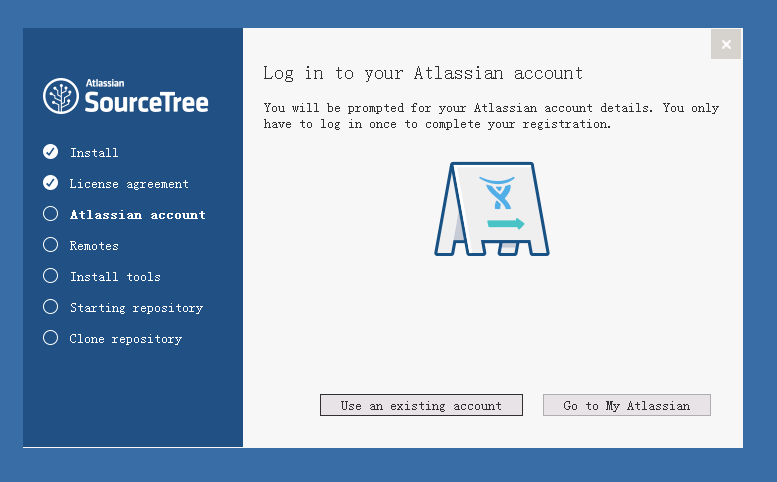 Atlassian
SourceTree
Install
License agreement
Atlassian account
Remotes
Install tools
Starting repository
Clone repository
Log in to your Atlassian account
You will be prompted for your Atlassian account details. You only
have to log in once to complete your registration.
Use an existing account
Go to My Atlassian